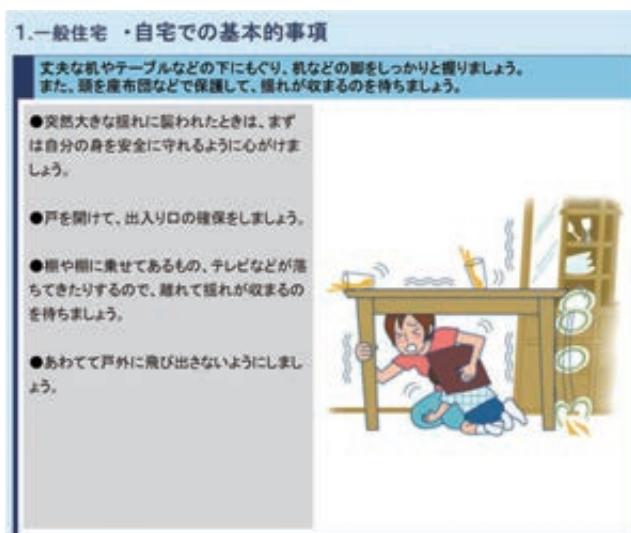 1.一般住宅 ・自宅での基本的事項
丈夫な机やテーブルなどの下にもぐり、机などの脚をしっかりと握りましょう。
また、頭を座布団などで保護して、揺れが収まるのを待ちましょう。
●突然大きな揺れに襲われたときは、まず
は自分の身を安全に守れるように心がけま
しょう。
●戸を開けて、出入り口の確保をしましょう。
●棚や棚に乗せてあるもの、テレビなどが落
ちてきたりするので、離れて揺れが収まるの
を待ちましょう。
●あわてて戸外に飛び出さないようにしまし
ょう。